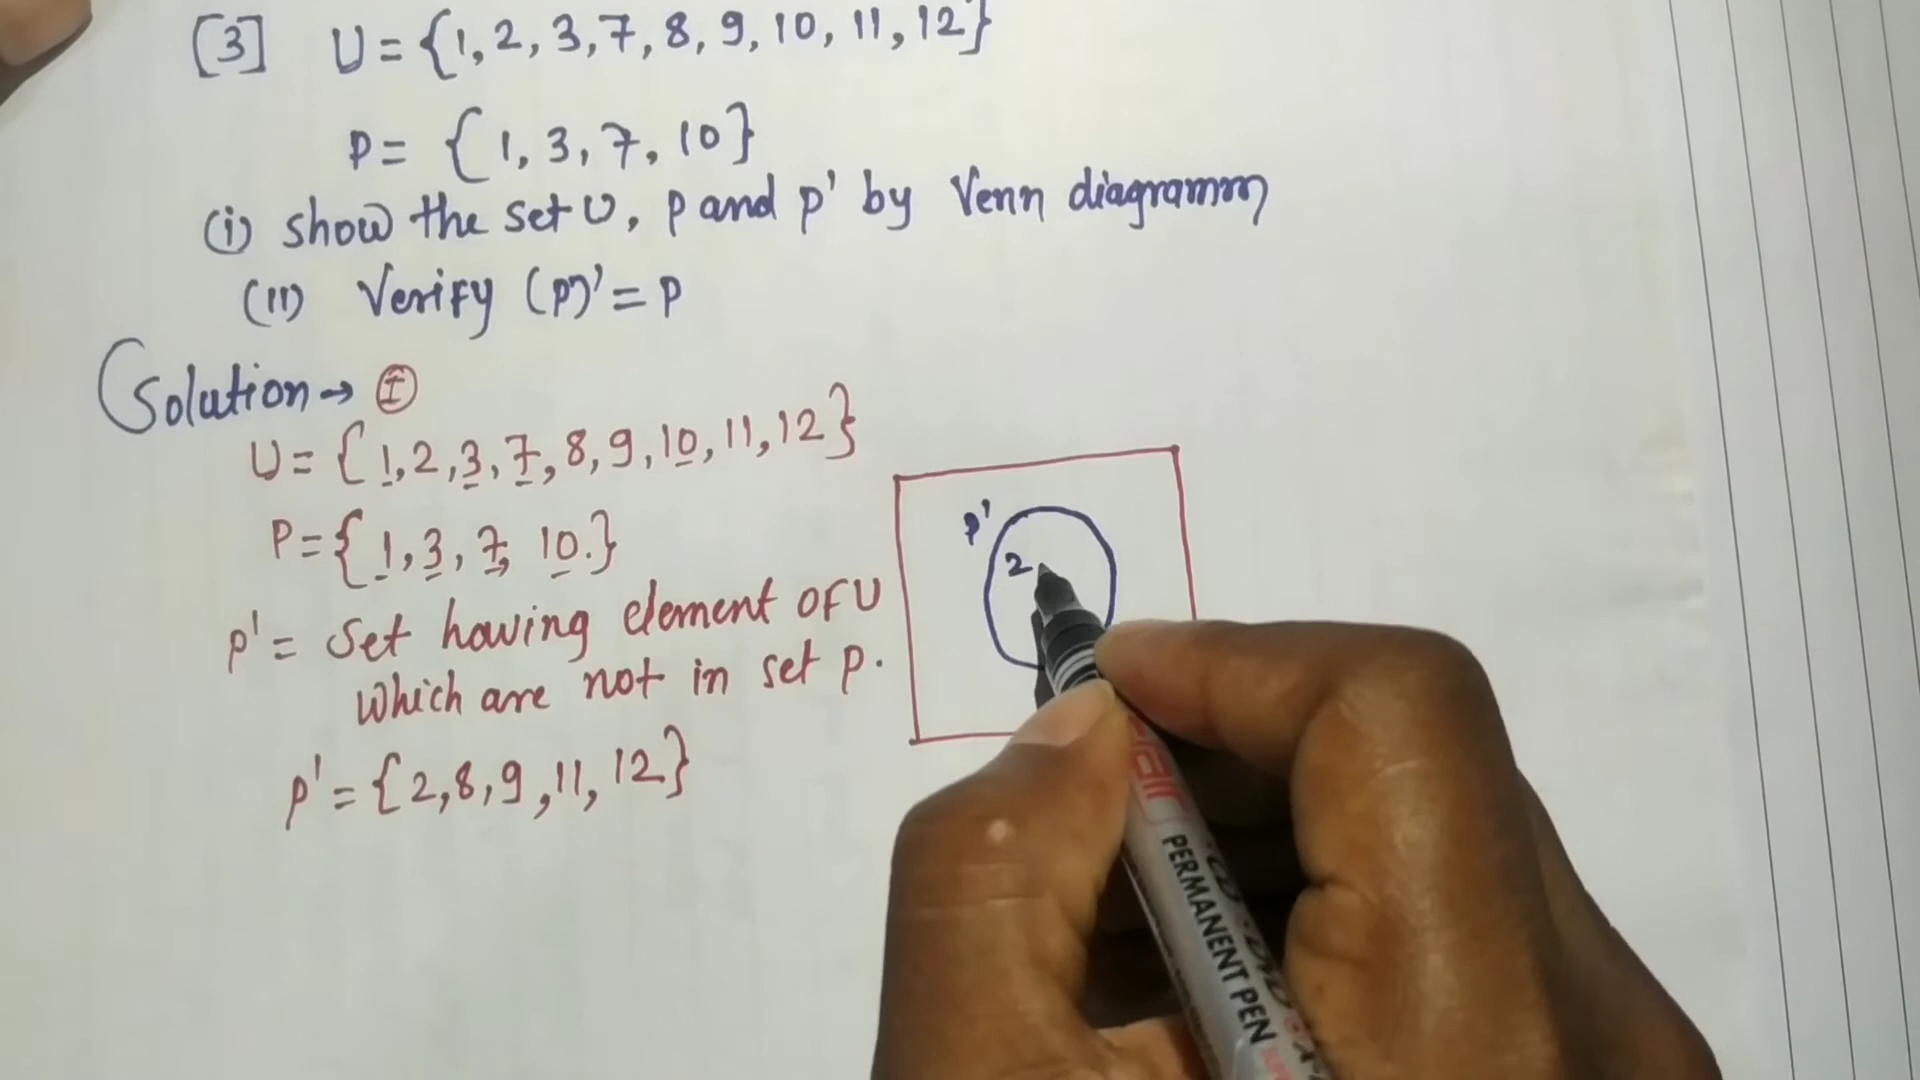 [3] U = {1, 2, 3, 7, 8, 9, 10, 11, 12}
P = {1, 3, 7, 10}
(i) show the set U, P and P' by Venn diagramm
(11) Verify (P')' = P
Solution → I
U = {1, 2, 3, 7, 8, 9, 10, 11, 12}
P = {1, 3, 7, 10.}
P' = Set having element OF U
which are not in set P.
P' = {2, 8, 9, 11, 12}
P'
2
PERMANENT PEN